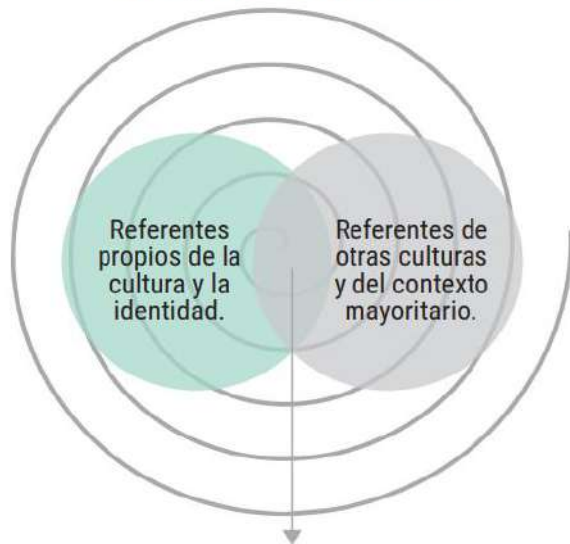 Referentes
propios de la
cultura y la
identidad.
Referentes de
otras culturas
y del contexto
mayoritario.